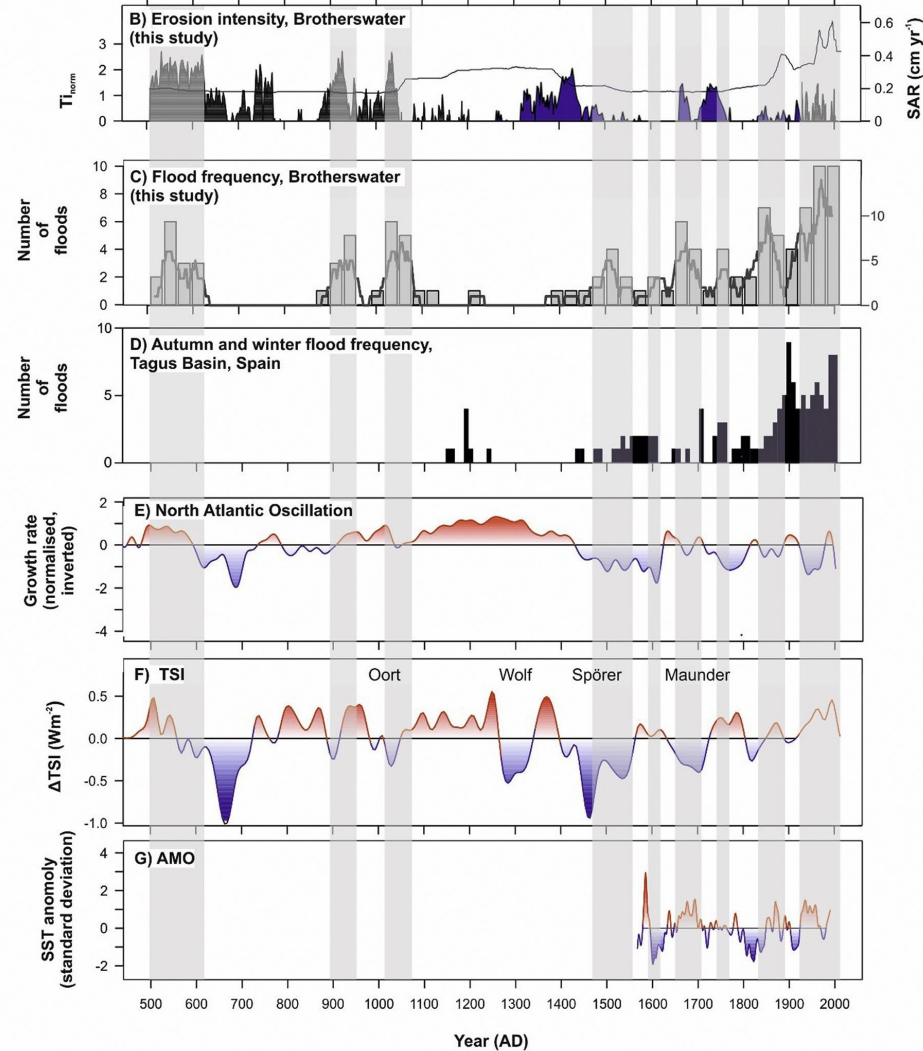 B) Erosion intensity, Brotherswater
(this study)
3
2
1
0
Ti norm
0.6
0.4
0.2
0
SAR (cm yr⁻¹)
C) Flood frequency, Brotherswater
(this study)
10
8
6
4
2
0
Number
of
floods
10
5
0
D) Autumn and winter flood frequency,
Tagus Basin, Spain
10
5
0
Number
of
floods
E) North Atlantic Oscillation
2
0
-2
-4
Growth rate
(normalised,
inverted)
F) TSI
Oort Wolf Spörer Maunder
0.5
0.0
-0.5
-1.0
ΔTSI (Wm⁻²)
G) AMO
4
2
0
-2
SST anomoly
(standard deviation)
500 600 700 800 900 1000 1100 1200 1300 1400 1500 1600 1700 1800 1900 2000
Year (AD)